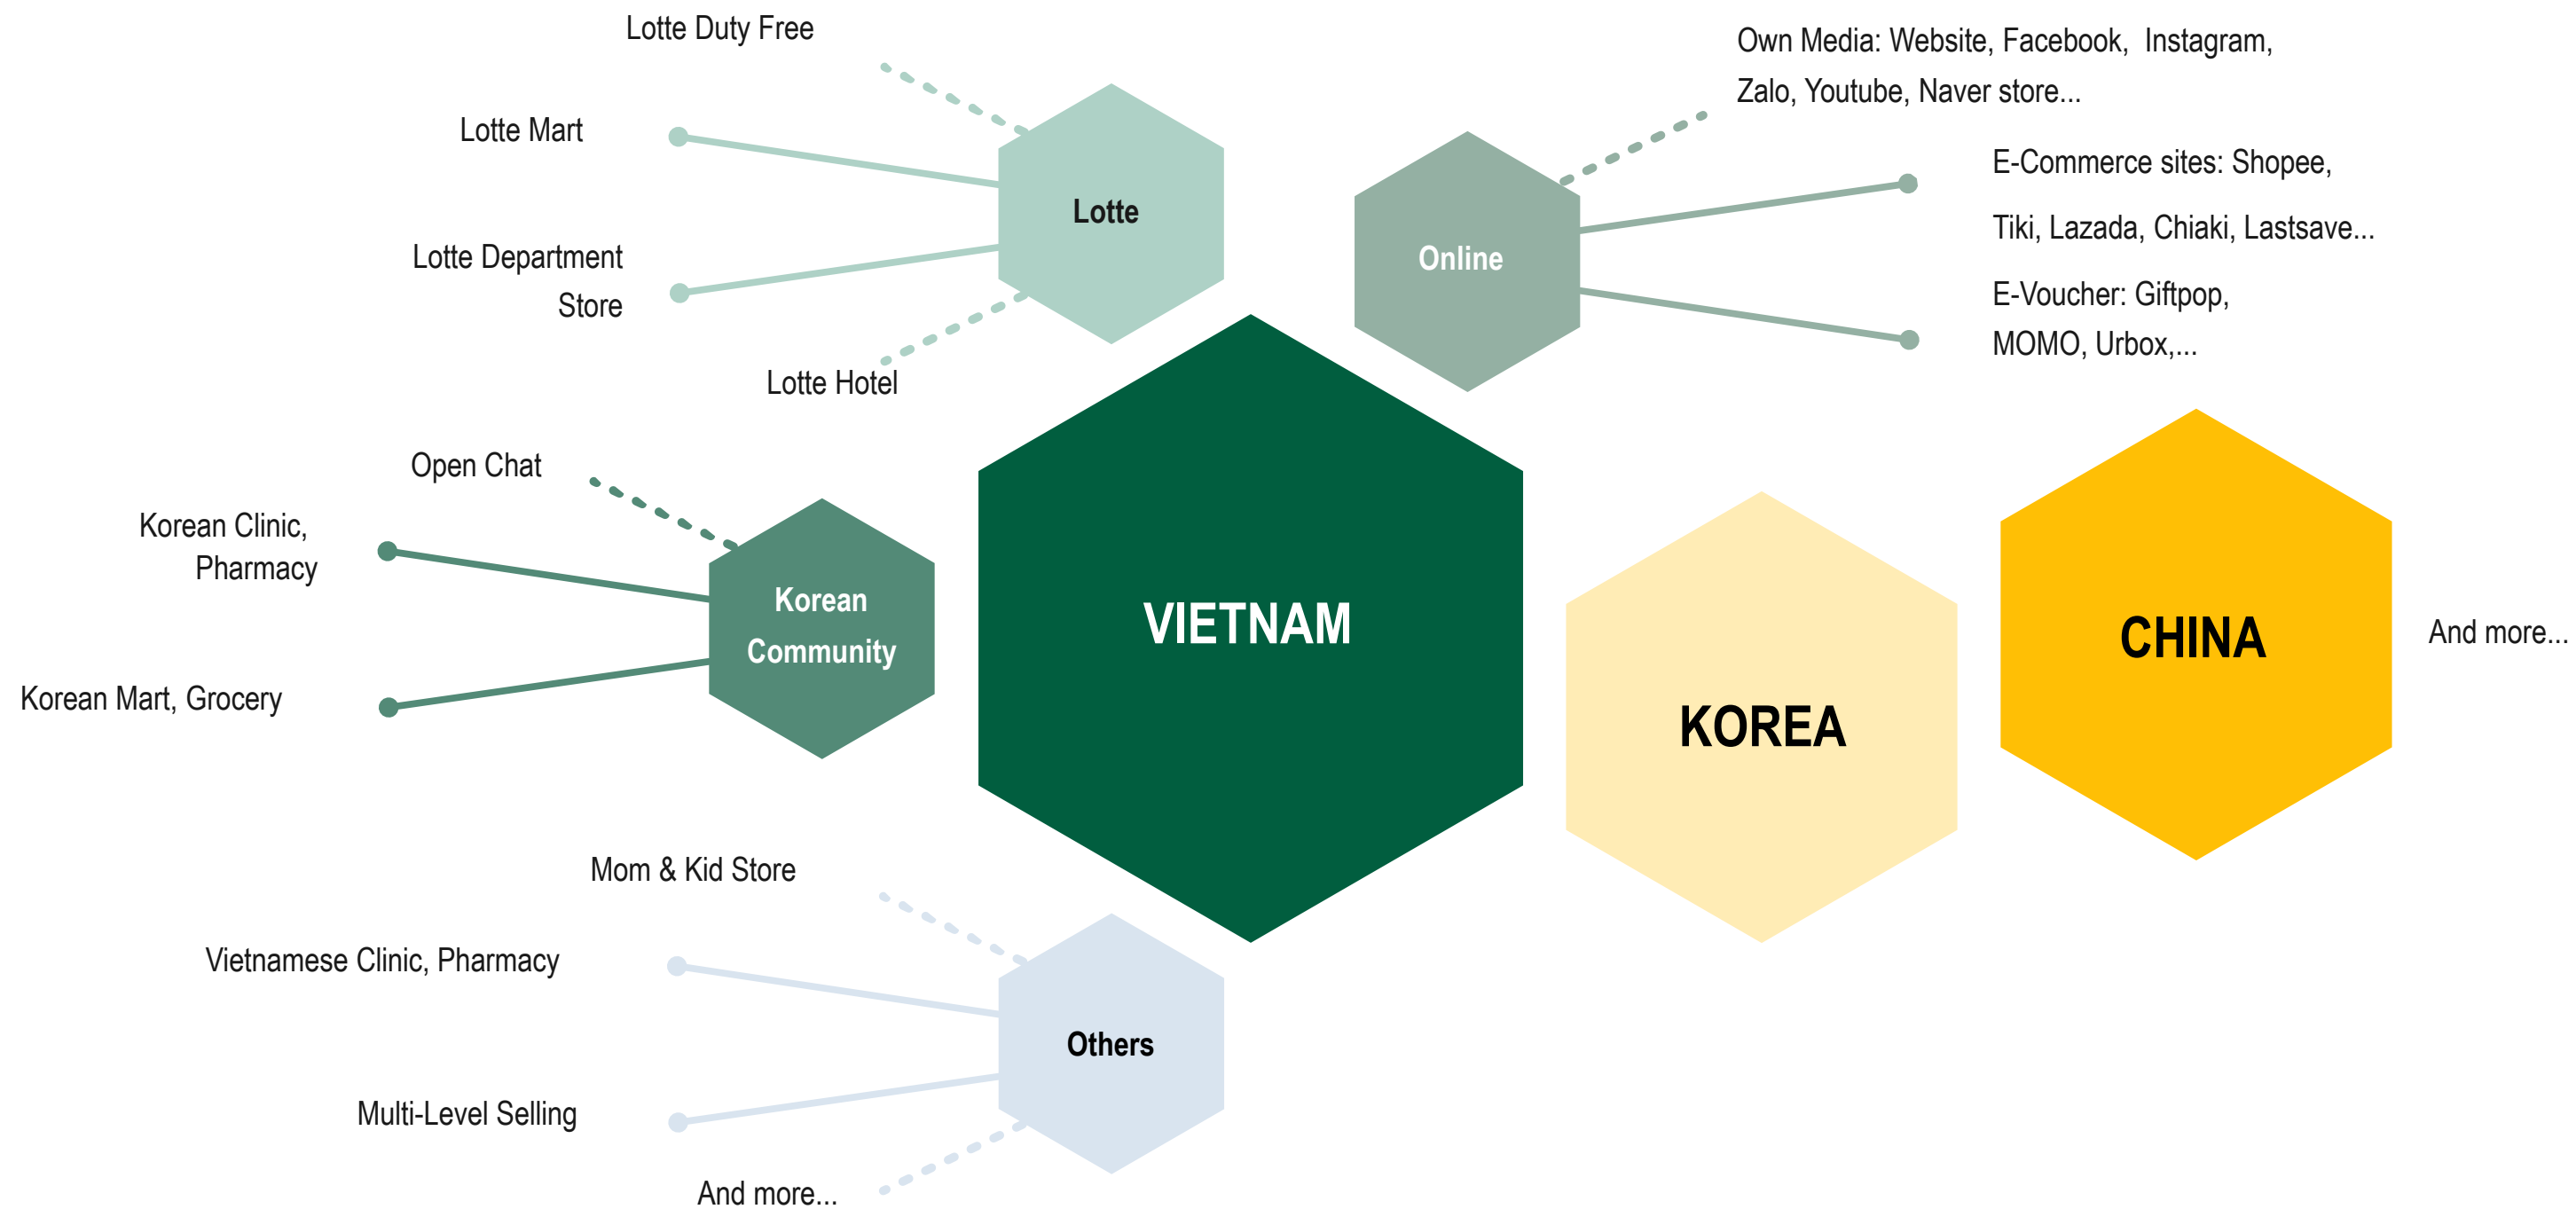 Lotte Duty Free
Lotte Mart
Lotte Department
Store
Lotte Hotel
Lotte
Own Media: Website, Facebook,  Instagram,
Zalo, Youtube, Naver store...
E-Commerce sites: Shopee,
Tiki, Lazada, Chiaki, Lastsave...
E-Voucher: Giftpop,
MOMO, Urbox,...
Online
Open Chat
Korean Clinic,
Pharmacy
Korean Mart, Grocery
Korean
Community
VIETNAM
KOREA
CHINA
And more...
Mom & Kid Store
Vietnamese Clinic, Pharmacy
Multi-Level Selling
And more...
Others